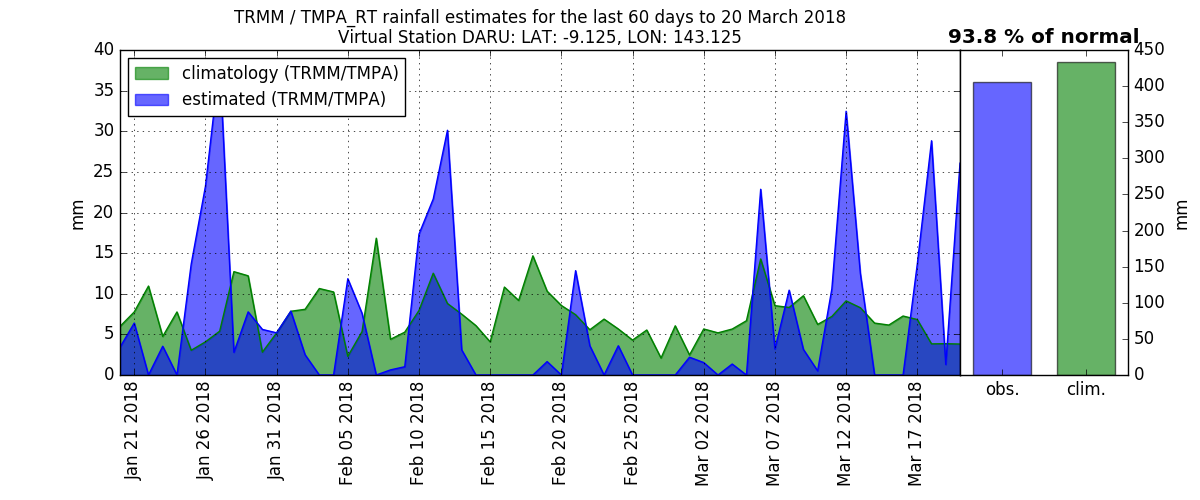 TRMM / TMPA_RT rainfall estimates for the last 60 days to 20 March 2018
Virtual Station DARU: LAT: -9.125, LON: 143.125
93.8 % of normal
climatology (TRMM/TMPA)
estimated (TRMM/TMPA)
40
35
30
25
20
15
10
5
0
mm
450
400
350
300
250
200
150
100
50
0
mm
obs.
clim.
Jan 21 2018
Jan 26 2018
Jan 31 2018
Feb 05 2018
Feb 10 2018
Feb 15 2018
Feb 20 2018
Feb 25 2018
Mar 02 2018
Mar 07 2018
Mar 12 2018
Mar 17 2018